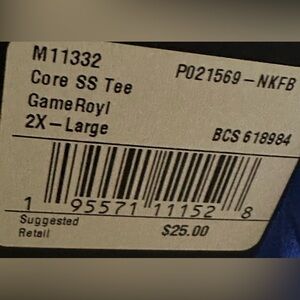 M11332
P021569-NKFB
Core SS Tee
GameRoyl
2X-Large
BCS 618984
1 95571 11152 8
Suggested
Retail
$25.00